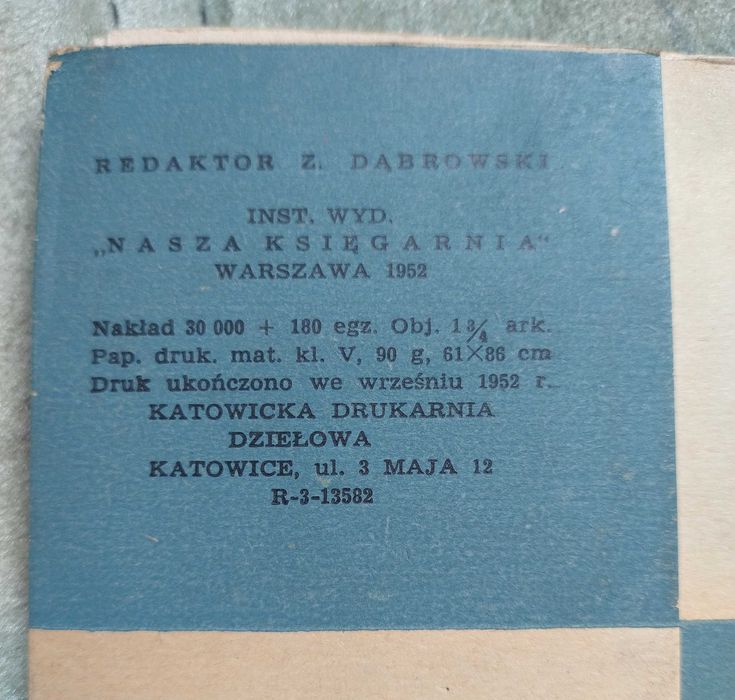 REDAKTOR Z. DĄBROWSKI
INST. WYD.
„NASZA KSIĘGARNIA"
WARSZAWA 1952
Nakład 30 000 + 180 egz. Obj. 1 3/4 ark.
Pap. druk. mat. kl. V, 90 g, 61×86 cm
Druk ukończono we wrześniu 1952 r.
KATOWICKA DRUKARNIA
DZIEŁOWA
KATOWICE, ul. 3 MAJA 12
R-3-13582